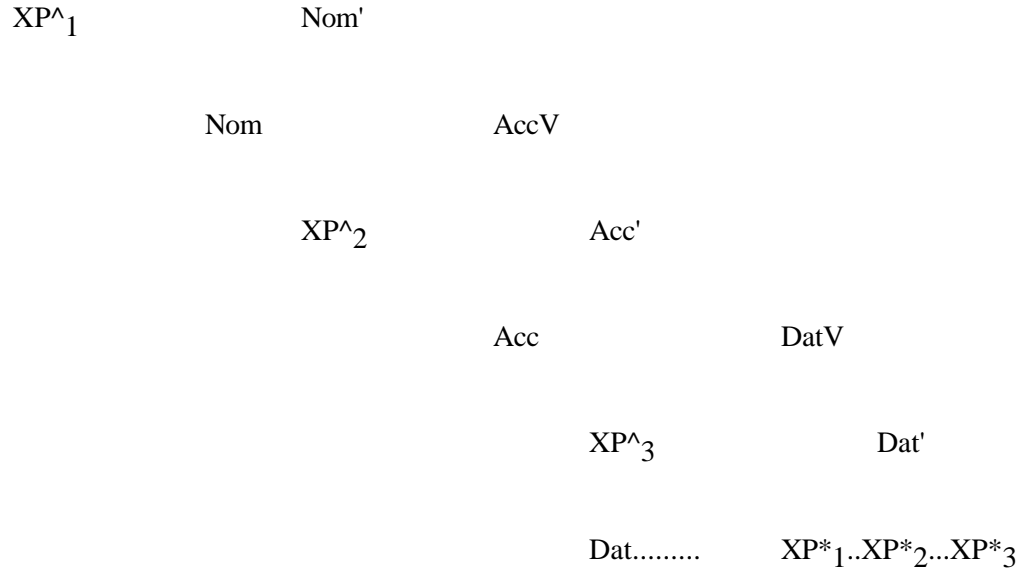 XP^1 Nom'
Nom AccV
XP^2 Acc'
Acc DatV
XP^3 Dat'
Dat......... XP*1..XP*2...XP*3